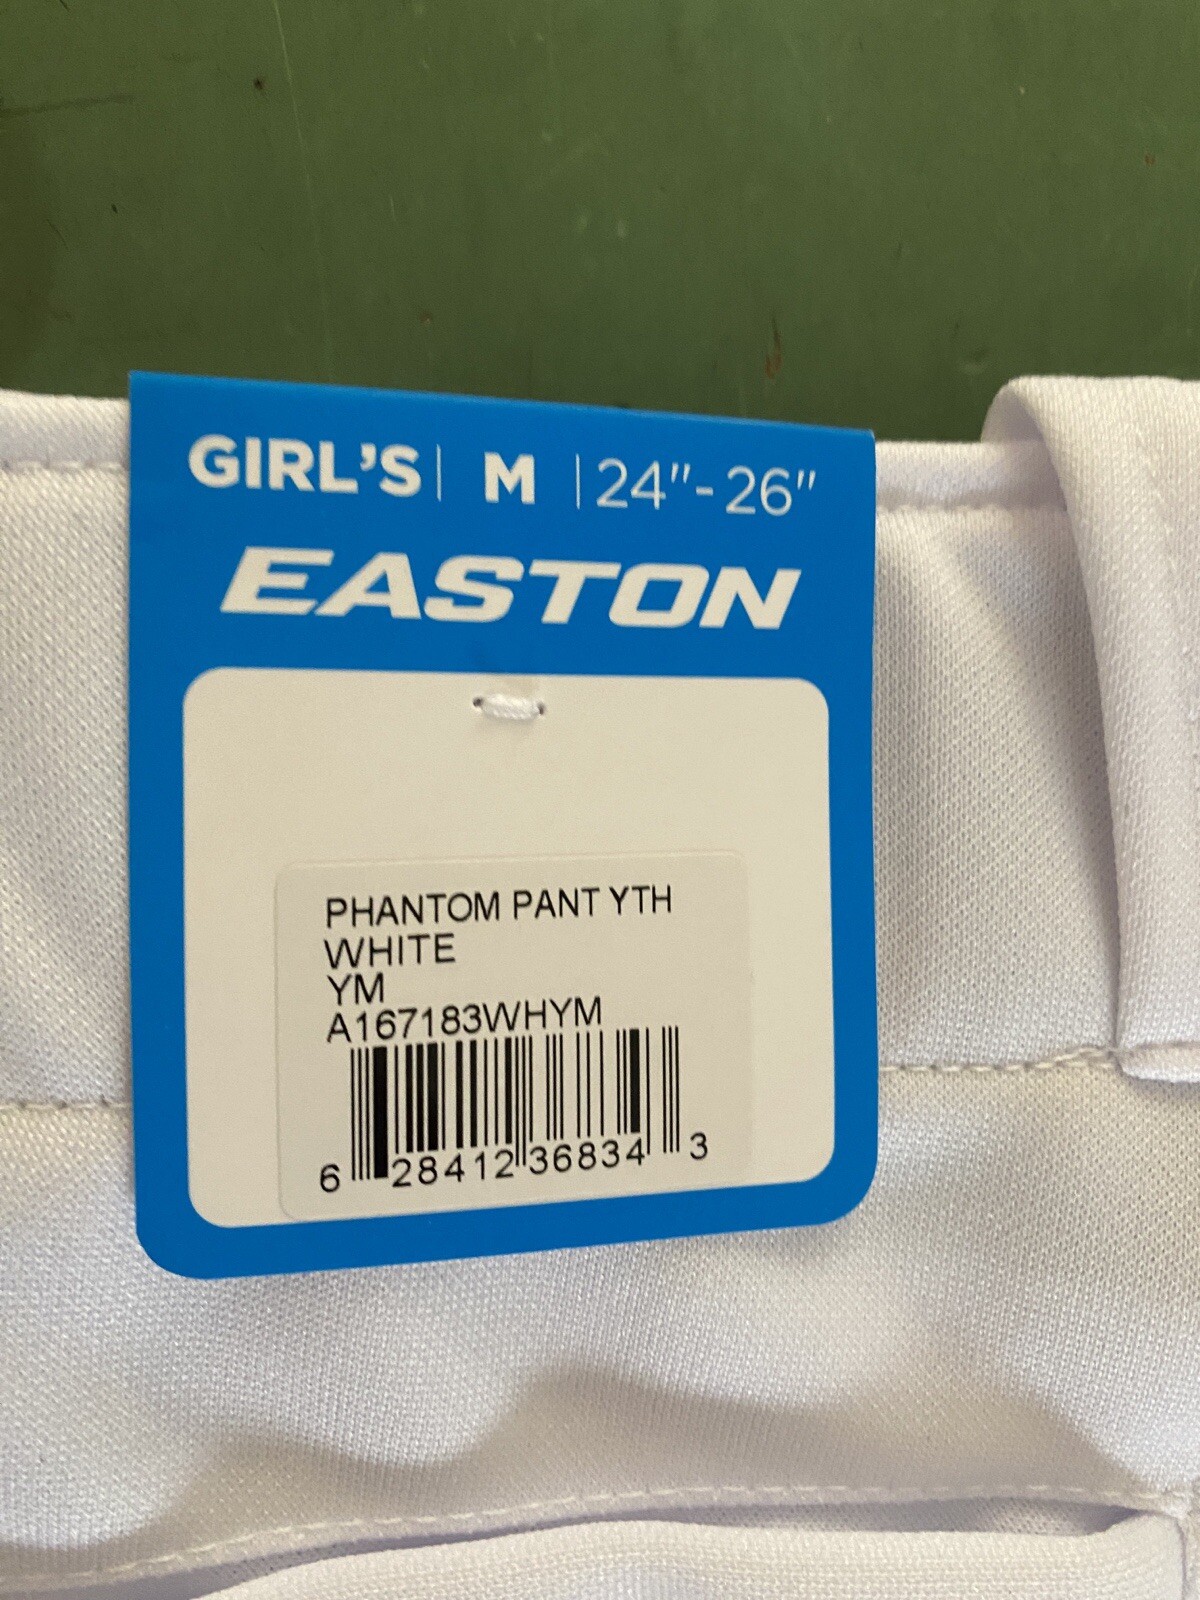 GIRL'S | M | 24"- 26"
EASTON
PHANTOM PANT YTH
WHITE
YM
A167183WHYM
6 28412 36834 3